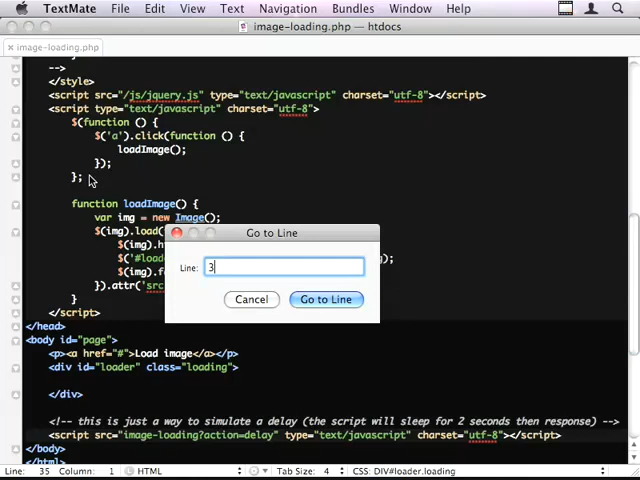 TextMate File Edit View Text Navigation Bundles Window Help
image-loading.php — htdocs
image-loading.php
-->
</style>
<script src="/js/jquery.js" type="text/javascript" charset="utf-8"></script>
<script type="text/javascript" charset="utf-8">
$(function () {
$('a').click(function () {
loadImage();
});
};
function loadImage() {
var img = new Image();
$(img).load(
Go to Line
$(img).h
$('#load
g);
Line: 3
$(img).f
}).attr('src
Cancel Go to Line
}
</script>
</head>
<body id="page">
<p><a href="#">Load image</a></p>
<div id="loader" class="loading">
</div>
<!-- this is just a way to simulate a delay (the script will sleep for 2 seconds then response) -->
<script src="image-loading?action=delay" type="text/javascript" charset="utf-8"></script>
</body>
</html>
Line: 35 Column: 1 HTML Tab Size: 4 CSS: DIV#loader.loading